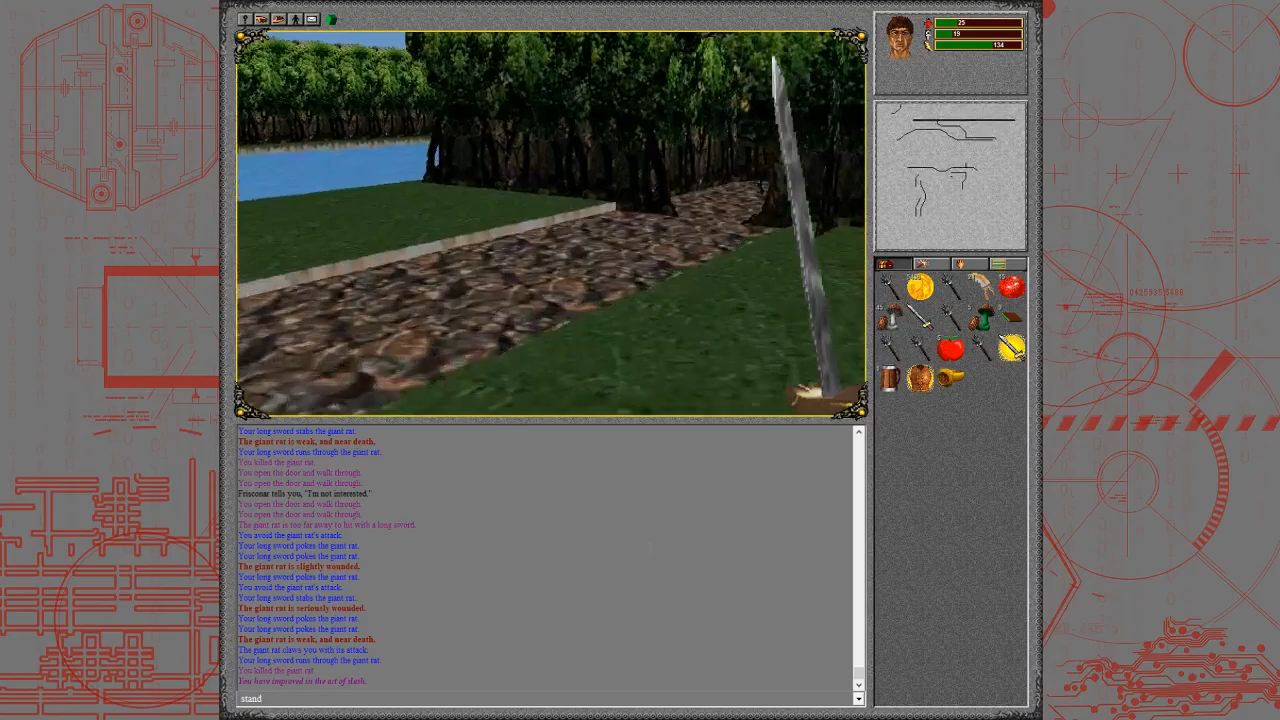 25
19
134
Your long sword stabs the giant rat.
The giant rat is weak, and near death.
Your long sword runs through the giant rat.
You killed the giant rat.
You open the door and walk through.
You open the door and walk through.
Frisconar tells you, "I'm not interested."
You open the door and walk through.
You open the door and walk through.
The giant rat is too far away to hit with a long sword.
You avoid the giant rat's attack.
Your long sword pokes the giant rat.
Your long sword pokes the giant rat.
The giant rat is slightly wounded.
Your long sword pokes the giant rat.
You avoid the giant rat's attack.
Your long sword stabs the giant rat.
The giant rat is seriously wounded.
Your long sword pokes the giant rat.
Your long sword pokes the giant rat.
The giant rat is weak, and near death.
The giant rat claws you with its attack.
Your long sword runs through the giant rat.
You killed the giant rat.
You have improved in the art of slash.
stand